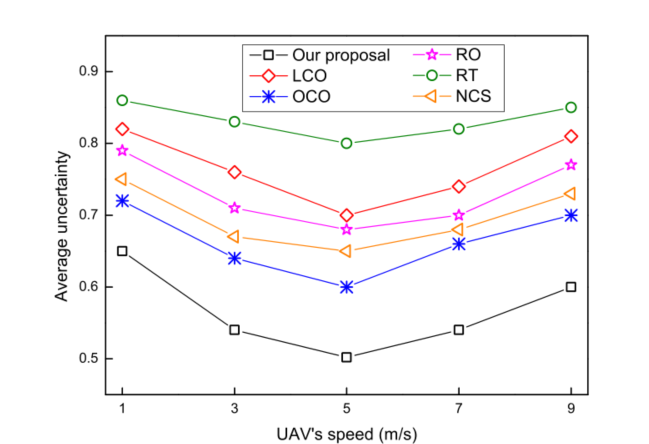 Our proposal
LCO
OCO
RO
RT
NCS
0.9
0.8
0.7
0.6
0.5
Average uncertainty
1 3 5 7 9
UAV's speed (m/s)